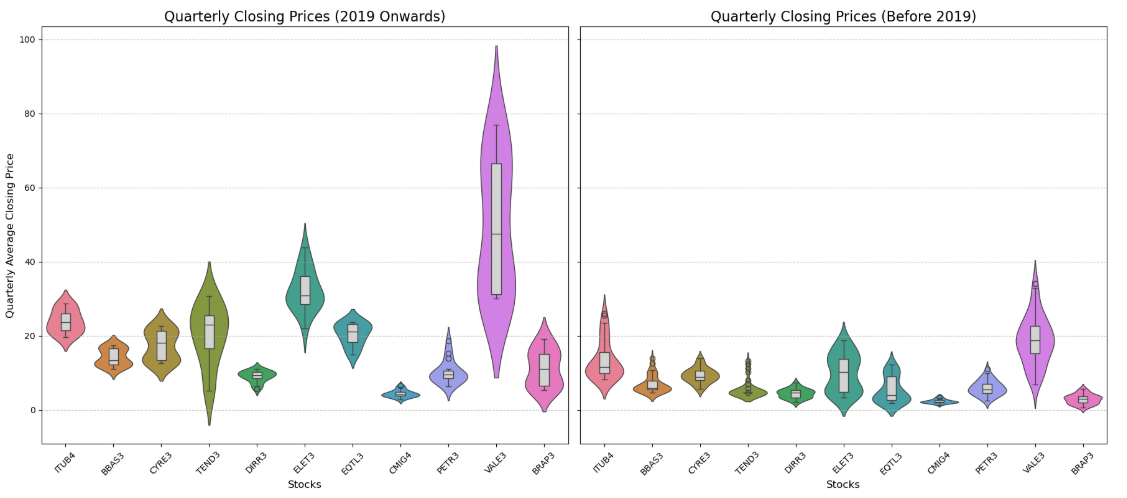 Quarterly Closing Prices (2019 Onwards)
Quarterly Closing Prices (Before 2019)
Quarterly Average Closing Price
100
80
60
40
20
0
ITUB4
BBAS3
CYRE3
TEND3
DIRR3
ELET3
EQTL3
CMIG4
PETR3
VALE3
BRAP3
Stocks
ITUB4
BBAS3
CYRE3
TEND3
DIRR3
ELET3
EQTL3
CMIG4
PETR3
VALE3
BRAP3
Stocks